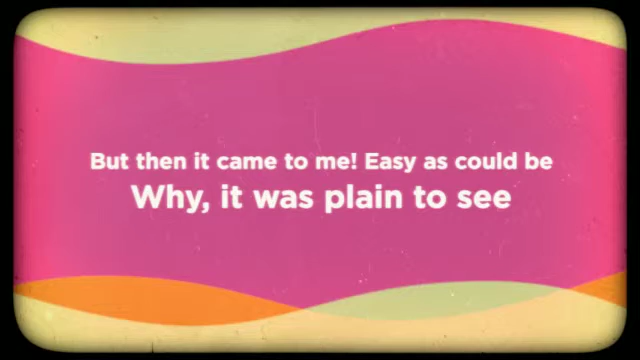 But then it came to me! Easy as could be
Why, it was plain to see